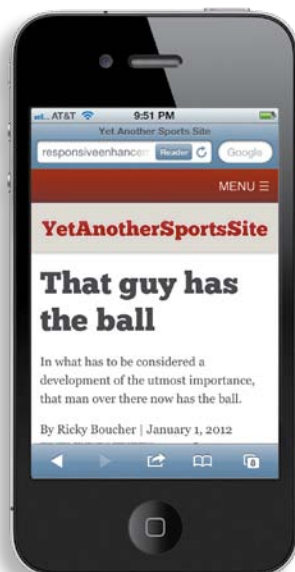 AT&T 9:51 PM
Yet Another Sports Site
responsiveenhancem Reader Google
MENU
YetAnotherSportsSite
That guy has
the ball
In what has to be considered a
development of the utmost importance,
that man over there now has the ball.
By Ricky Boucher | January 1, 2012
8